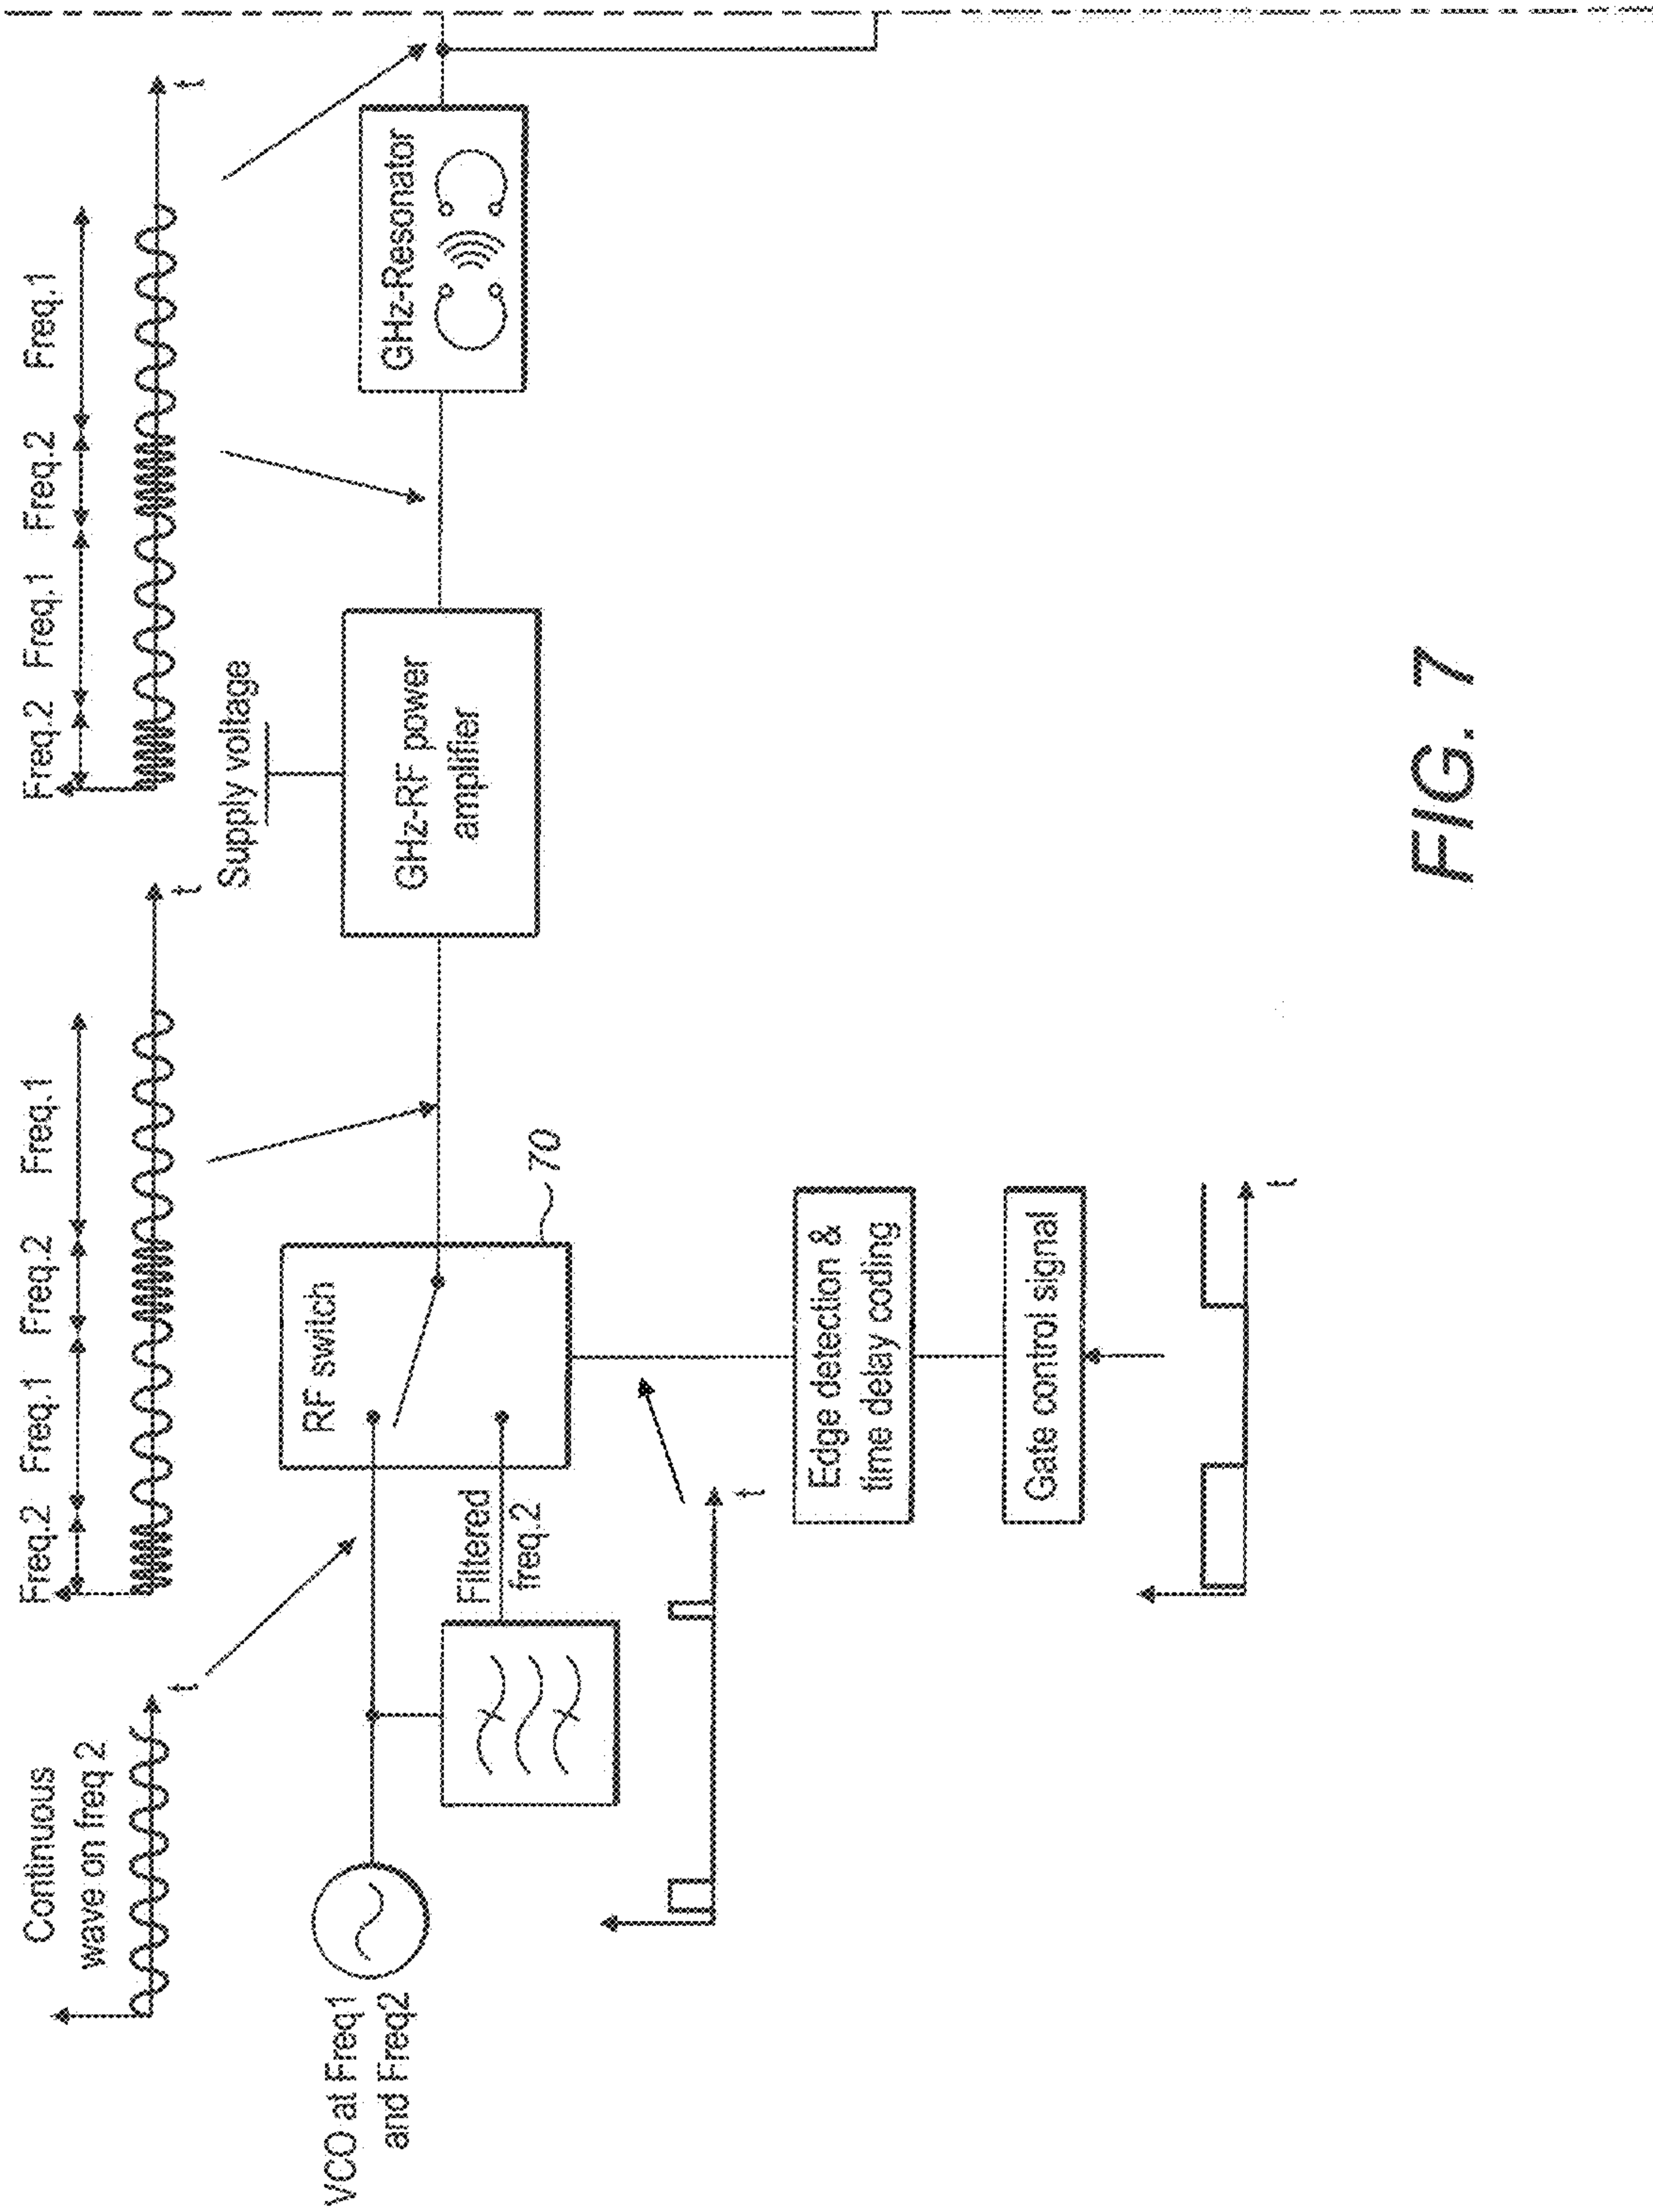 Continuous
wave on freq 2
t
Freq.2 Freq.1 Freq.2 Freq.1
t
Freq.2 Freq.1 Freq.2 Freq.1
t
VCO at Freq1
and Freq2
Filtered
freq.2
RF switch
70
Supply voltage
GHz-RF power
amplifier
GHz-Resonator
t
Edge detection &
time delay coding
Gate control signal
t
FIG. 7